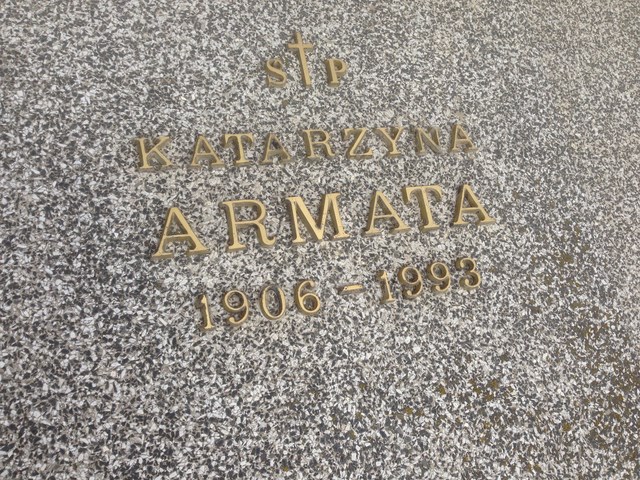 S P
KATARZYNA
ARMATA
1906-1993